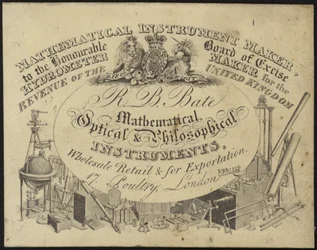 MATHEMATICAL INSTRUMENT MAKER,
to the Honourable Board of Excise
HYDROMETER MAKER for the
REVENUE OF THE UNITED KINGDOM
R. B. Bate
Mathematical,
Optical & Philosophical
INSTRUMENTS.
Wholesale Retail & for Exportation
17 Poultry, London